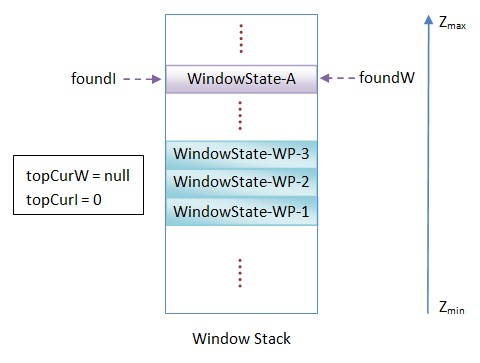 Zmax
foundI
WindowState-A
foundW
WindowState-WP-3
WindowState-WP-2
WindowState-WP-1
topCurW = null
topCurI = 0
Zmin
Window Stack